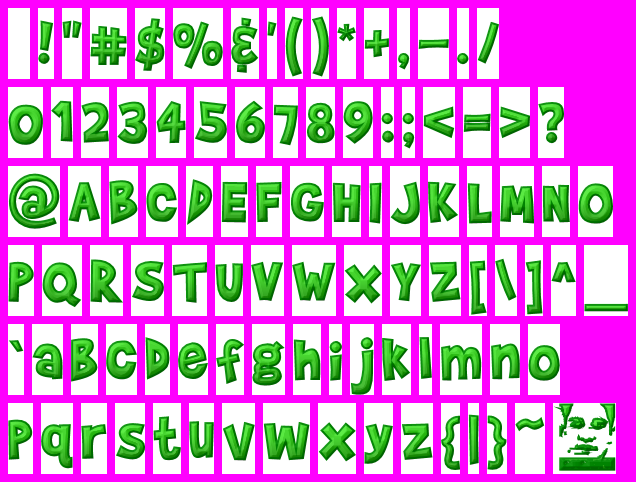 !"#$%&'()*+,-./
0123456789:;<=>?
@ABCDEFGHIJKLMNO
PQRSTUVWXYZ[\]^_
`aBCDefghijklmno
Pqrstuvwxyz{|}~